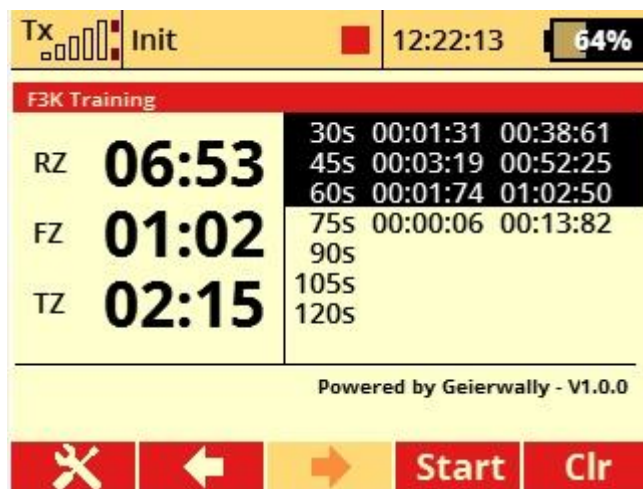 Tx Init 12:22:13 64%
F3K Training
RZ 06:53
FZ 01:02
TZ 02:15
30s 00:01:31 00:38:61
45s 00:03:19 00:52:25
60s 00:01:74 01:02:50
75s 00:00:06 00:13:82
90s
105s
120s
Powered by Geierwally - V1.0.0
Start Clr